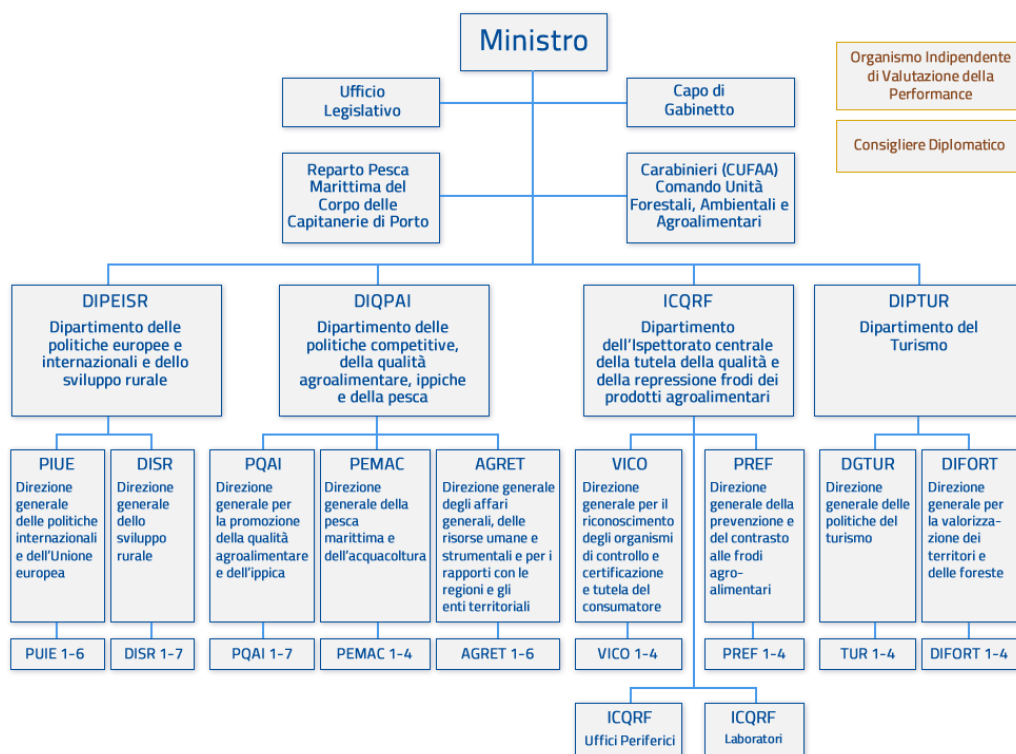 Ministro
Organismo Indipendente
di Valutazione della
Performance
Ufficio
Legislativo
Capo di
Gabinetto
Consigliere Diplomatico
Reparto Pesca
Marittima del
Corpo delle
Capitanerie di Porto
Carabinieri (CUFAA)
Comando Unità
Forestali, Ambientali e
Agroalimentari
DIPEISR
Dipartimento delle
politiche europee e
internazionali e dello
sviluppo rurale
DIQPAI
Dipartimento delle
politiche competitive,
della qualità
agroalimentare, ippiche
e della pesca
ICQRF
Dipartimento
dell'Ispettorato centrale
della tutela della qualità e
della repressione frodi dei
prodotti agroalimentari
DIPTUR
Dipartimento del
Turismo
PIUE
Direzione
generale
delle politiche
internazionali
e dell'Unione
europea
DISR
Direzione
generale
dello
sviluppo
rurale
PQAI
Direzione
generale per
la promozione
della qualità
agroalimentare
e dell'ippica
PEMAC
Direzione
generale della
pesca
marittima e
dell'acquacoltura
AGRET
Direzione generale
degli affari
generali, delle
risorse umane e
strumentali e per i
rapporti con le
regioni e gli
enti territoriali
VICO
Direzione
generale per il
riconoscimento
degli organismi
di controllo e
certificazione
e tutela del
consumatore
PREF
Direzione
generale della
prevenzione e
del contrasto
alle frodi
agro-
alimentari
DGTUR
Direzione
generale delle
politiche del
turismo
DIFORT
Direzione
generale per
la valorizza-
zione dei
territori e
delle foreste
PUIE 1-6
DISR 1-7
PQAI 1-7
PEMAC 1-4
AGRET 1-6
VICO 1-4
PREF 1-4
TUR 1-4
DIFORT 1-4
ICQRF
Uffici Periferici
ICQRF
Laboratori